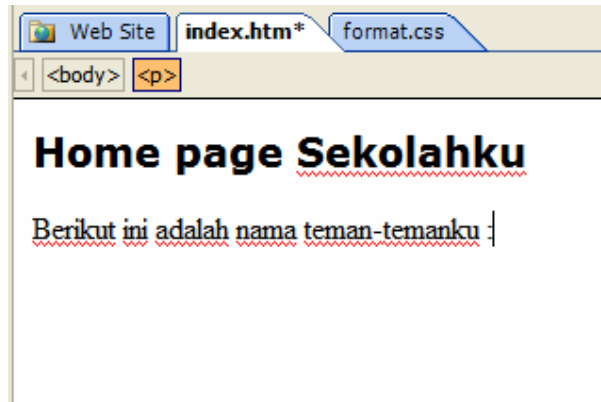 Web Site index.htm* format.css
<body> <p>
Home page Sekolahku
Berikut ini adalah nama teman-temanku :